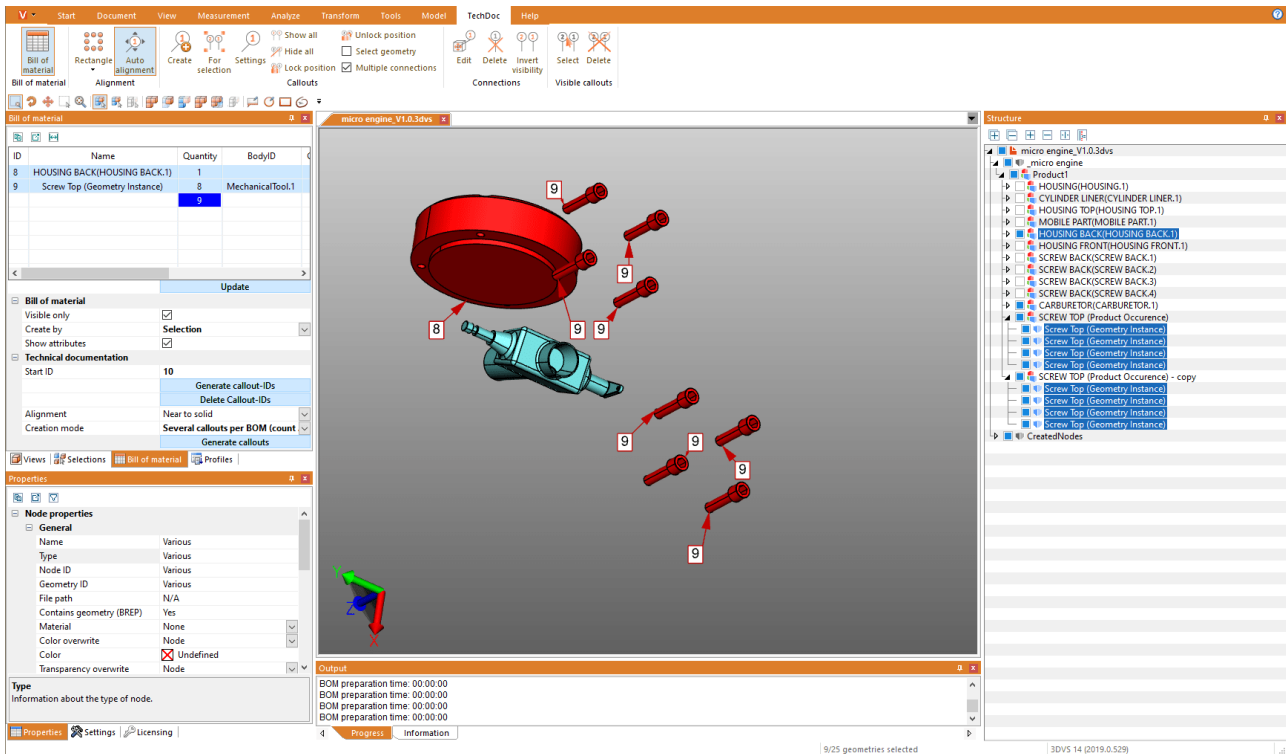 V Start Document View Measurement Analyze Transform Tools Model TechDoc Help
Bill of material
Rectangle
Auto alignment
Create
For selection
Settings
Show all
Hide all
Lock position
Unlock position
Select geometry
Multiple connections
Edit
Delete
Invert visibility
Select
Delete
Bill of material Alignment Callouts Connections Visible callouts
Bill of material
ID Name Quantity BodyID
8 HOUSING BACK(HOUSING BACK.1) 1
9 Screw Top (Geometry Instance) 8 MechanicalTool.1
9
Update
Bill of material
Visible only
Create by Selection
Show attributes
Technical documentation
Start ID 10
Generate callout-IDs
Delete Callout-IDs
Alignment Near to solid
Creation mode Several callouts per BOM (count
Generate callouts
Views Selections Bill of material Profiles
Properties
Node properties
General
Name Various
Type Various
Node ID Various
Geometry ID Various
File path N/A
Contains geometry (BREP) Yes
Material None
Color overwrite Node
Color Undefined
Transparency overwrite Node
Type
Information about the type of node.
Properties Settings Licensing
micro engine_V1.0.3dvs
9
9
9
9
8
9
9
9
9
Y
Z
X
Output
BOM preparation time: 00:00:00
BOM preparation time: 00:00:00
BOM preparation time: 00:00:00
BOM preparation time: 00:00:00
Progress Information
Structure
micro engine_V1.0.3dvs
_micro engine
Product1
HOUSING(HOUSING.1)
CYLINDER LINER(CYLINDER LINER.1)
HOUSING TOP(HOUSING TOP.1)
MOBILE PART(MOBILE PART.1)
HOUSING BACK(HOUSING BACK.1)
HOUSING FRONT(HOUSING FRONT.1)
SCREW BACK(SCREW BACK.1)
SCREW BACK(SCREW BACK.2)
SCREW BACK(SCREW BACK.3)
SCREW BACK(SCREW BACK.4)
CARBURETOR(CARBURETOR.1)
SCREW TOP (Product Occurence)
Screw Top (Geometry Instance)
Screw Top (Geometry Instance)
Screw Top (Geometry Instance)
Screw Top (Geometry Instance)
SCREW TOP (Product Occurence) - copy
Screw Top (Geometry Instance)
Screw Top (Geometry Instance)
Screw Top (Geometry Instance)
Screw Top (Geometry Instance)
CreatedNodes
9/25 geometries selected
3DVS 14 (2019.0.529)